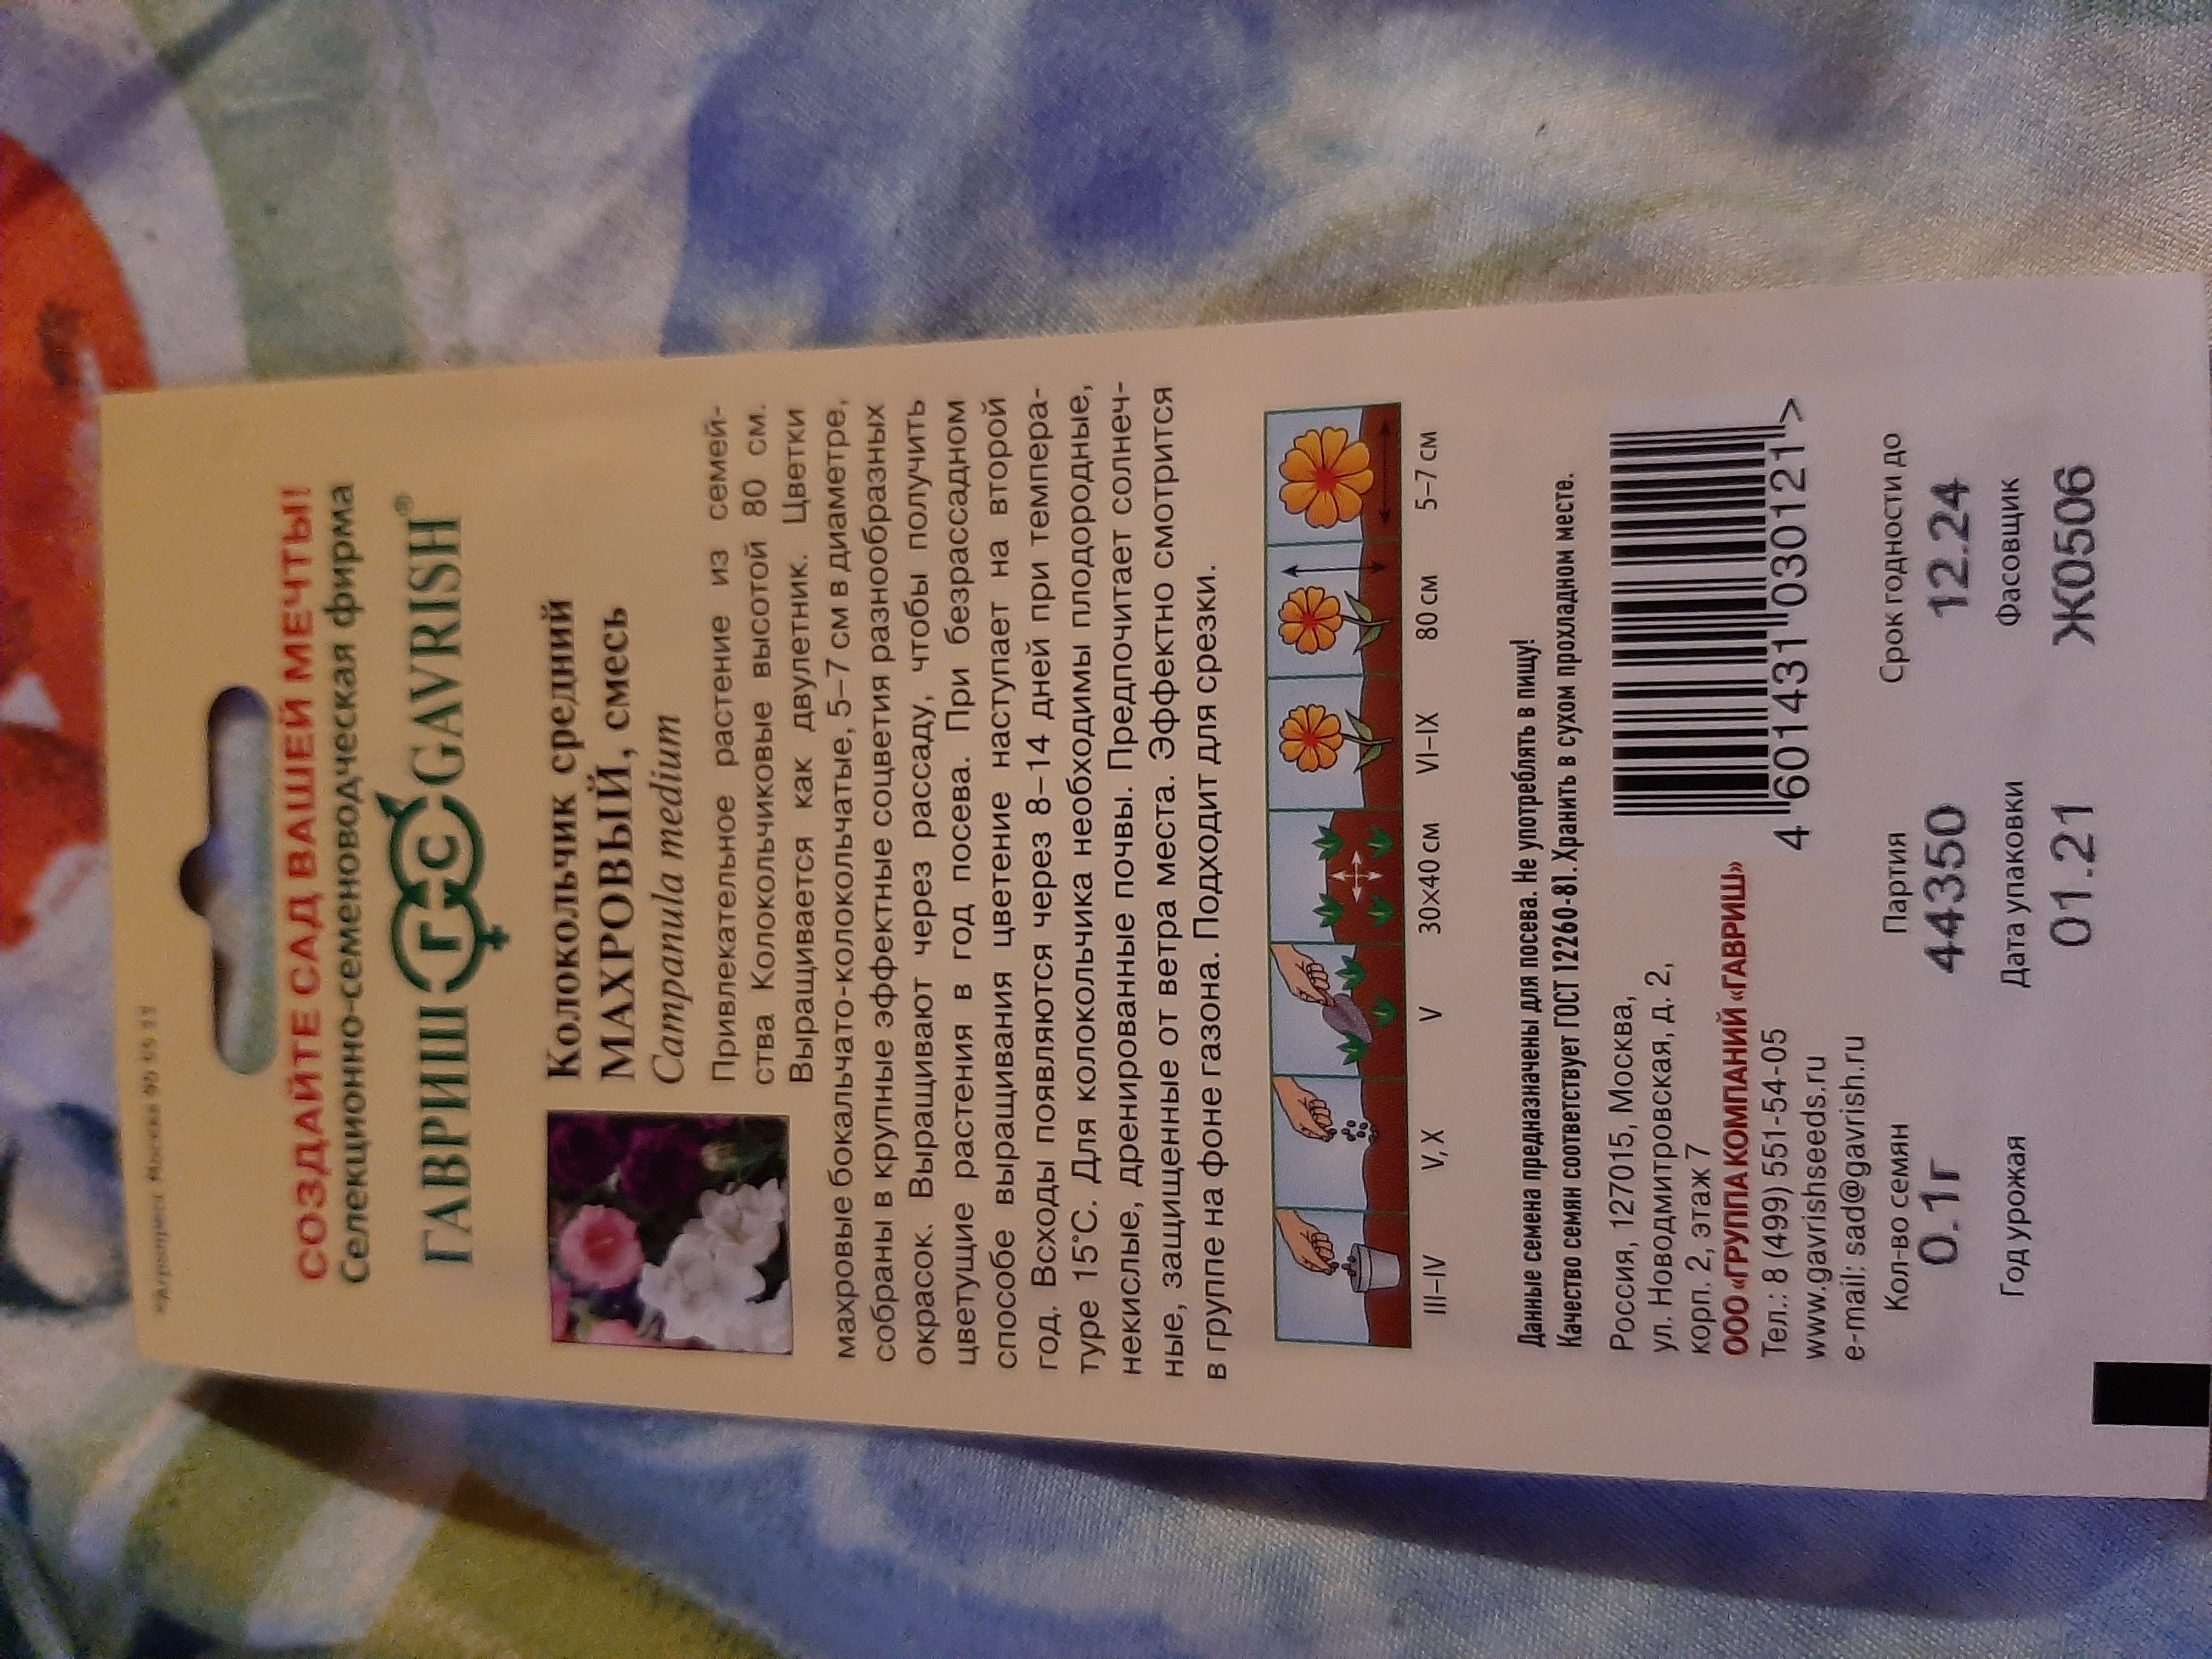 СОЗДАЙТЕ САД ВАШЕЙ МЕЧТЫ!
Селекционно-семеноводческая фирма
ГАВРИШ ГС GAVRISH®
Колокольчик средний
МАХРОВЫЙ, смесь
Campanula medium
Привлекательное растение из семей-
ства Колокольчиковые высотой 80 см.
Выращивается как двулетник. Цветки
махровые бокальчато-колокольчатые, 5–7 см в диаметре,
собраны в крупные эффектные соцветия разнообразных
окрасок. Выращивают через рассаду, чтобы получить
цветущие растения в год посева. При безрассадном
способе выращивания цветение наступает на второй
год. Всходы появляются через 8–14 дней при темпера-
туре 15°С. Для колокольчика необходимы плодородные,
некислые, дренированные почвы. Предпочитает солнеч-
ные, защищенные от ветра места. Эффектно смотрится
в группе на фоне газона. Подходит для срезки.
III–IV V, X V 30×40 см VI–IX 80 см 5–7 см
Данные семена предназначены для посева. Не употреблять в пищу!
Качество семян соответствует ГОСТ 12260-81. Хранить в сухом прохладном месте.
Россия, 127015, Москва,
ул. Новодмитровская, д. 2,
корп. 2, этаж 7
ООО «ГРУППА КОМПАНИЙ «ГАВРИШ»
Тел.: 8 (499) 551-54-05
www.gavrishseeds.ru
e-mail: sad@gavrish.ru
4 601431 030121 >
Кол-во семян Партия Срок годности до
0.1г 44350 12.24
Год урожая Дата упаковки Фасовщик
01.21 Ж0506